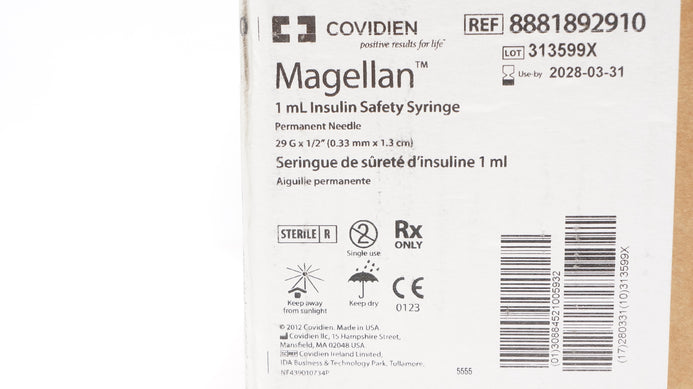 COVIDIEN
positive results for life™
REF 8881892910
LOT 313599X
Use-by 2028-03-31
Magellan™
1 mL Insulin Safety Syringe
Permanent Needle
29 G x 1/2" (0.33 mm x 1.3 cm)
Seringue de sûreté d'insuline 1 ml
Aiguille permanente
STERILE R
2
Single use
Rx
ONLY
Keep away
from sunlight
Keep dry
CE
0123
(01)30884521005932
(17)280331(10)313599X
© 2012 Covidien. Made in USA
Covidien llc, 15 Hampshire Street,
Mansfield, MA 02048 USA.
Covidien Ireland Limited,
IDA Business & Technology Park, Tullamore.
NF439010734P
5555